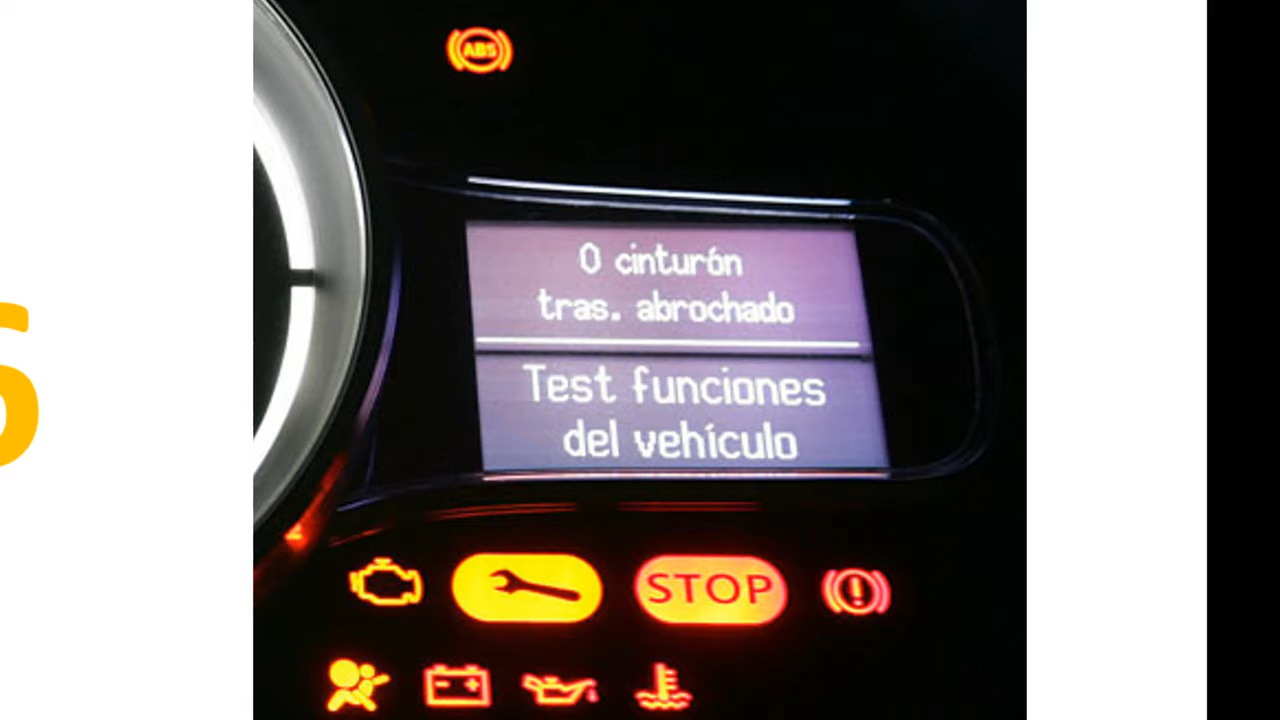 ABS
0 cinturón
tras. abrochado
Test funciones
del vehículo
STOP